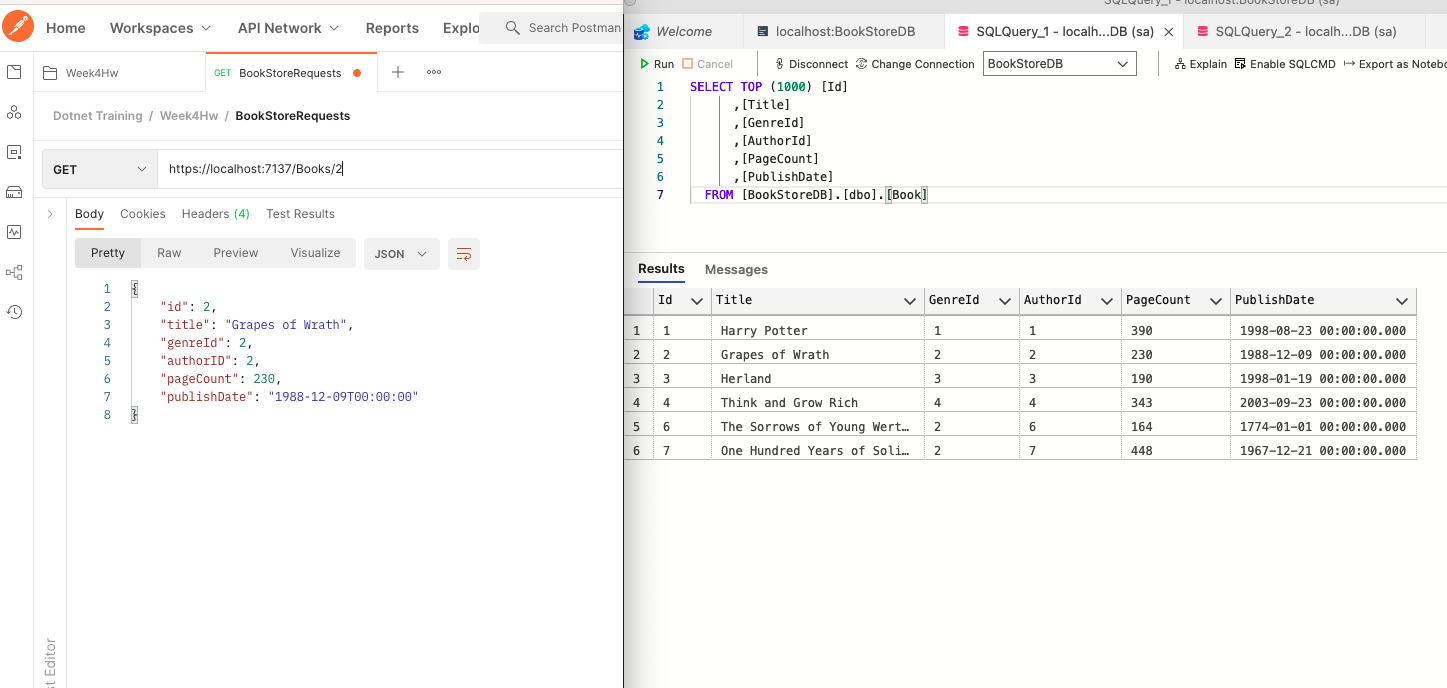 Home Workspaces API Network Reports Explo Search Postman
Week4Hw GET BookStoreRequests
Dotnet Training / Week4Hw / BookStoreRequests
GET https://localhost:7137/Books/2
Body Cookies Headers (4) Test Results
Pretty Raw Preview Visualize JSON
1 {
2 "id": 2,
3 "title": "Grapes of Wrath",
4 "genreId": 2,
5 "authorID": 2,
6 "pageCount": 230,
7 "publishDate": "1988-12-09T00:00:00"
8 }
st Editor
SQLQuery_1 - localhost:BookStoreDB (sa)
Welcome localhost:BookStoreDB SQLQuery_1 - localh...DB (sa) SQLQuery_2 - localh...DB (sa)
Run Cancel Disconnect Change Connection BookStoreDB Explain Enable SQLCMD Export as Notebo
1 SELECT TOP (1000) [Id]
2 ,[Title]
3 ,[GenreId]
4 ,[AuthorId]
5 ,[PageCount]
6 ,[PublishDate]
7 FROM [BookStoreDB].[dbo].[Book]
Results Messages
Id Title GenreId AuthorId PageCount PublishDate
1 1 Harry Potter 1 1 390 1998-08-23 00:00:00.000
2 2 Grapes of Wrath 2 2 230 1988-12-09 00:00:00.000
3 3 Herland 3 3 190 1998-01-19 00:00:00.000
4 4 Think and Grow Rich 4 4 343 2003-09-23 00:00:00.000
5 6 The Sorrows of Young Wert… 2 6 164 1774-01-01 00:00:00.000
6 7 One Hundred Years of Soli… 2 7 448 1967-12-21 00:00:00.000